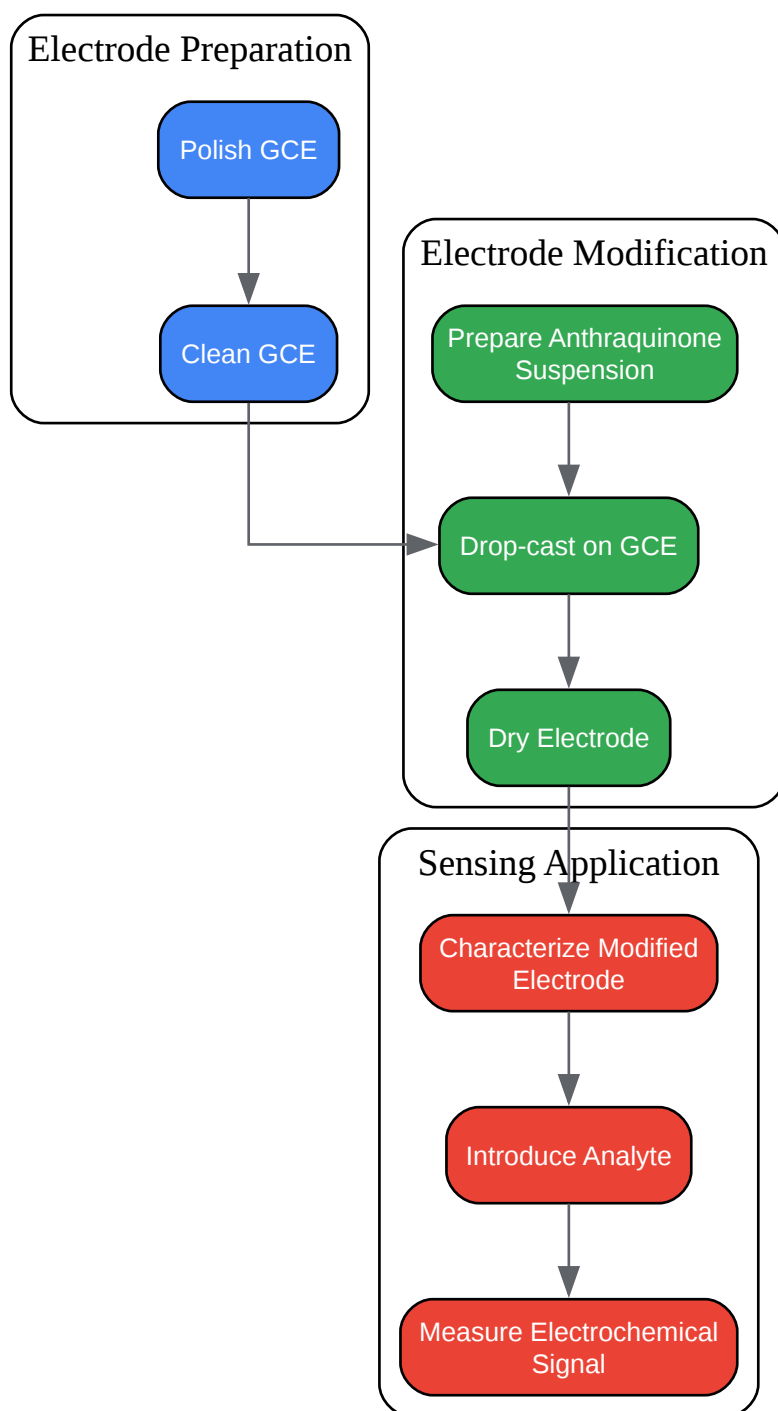 Electrode Preparation
Polish GCE
Clean GCE
Electrode Modification
Prepare Anthraquinone
Suspension
Drop-cast on GCE
Dry Electrode
Sensing Application
Characterize Modified
Electrode
Introduce Analyte
Measure Electrochemical
Signal